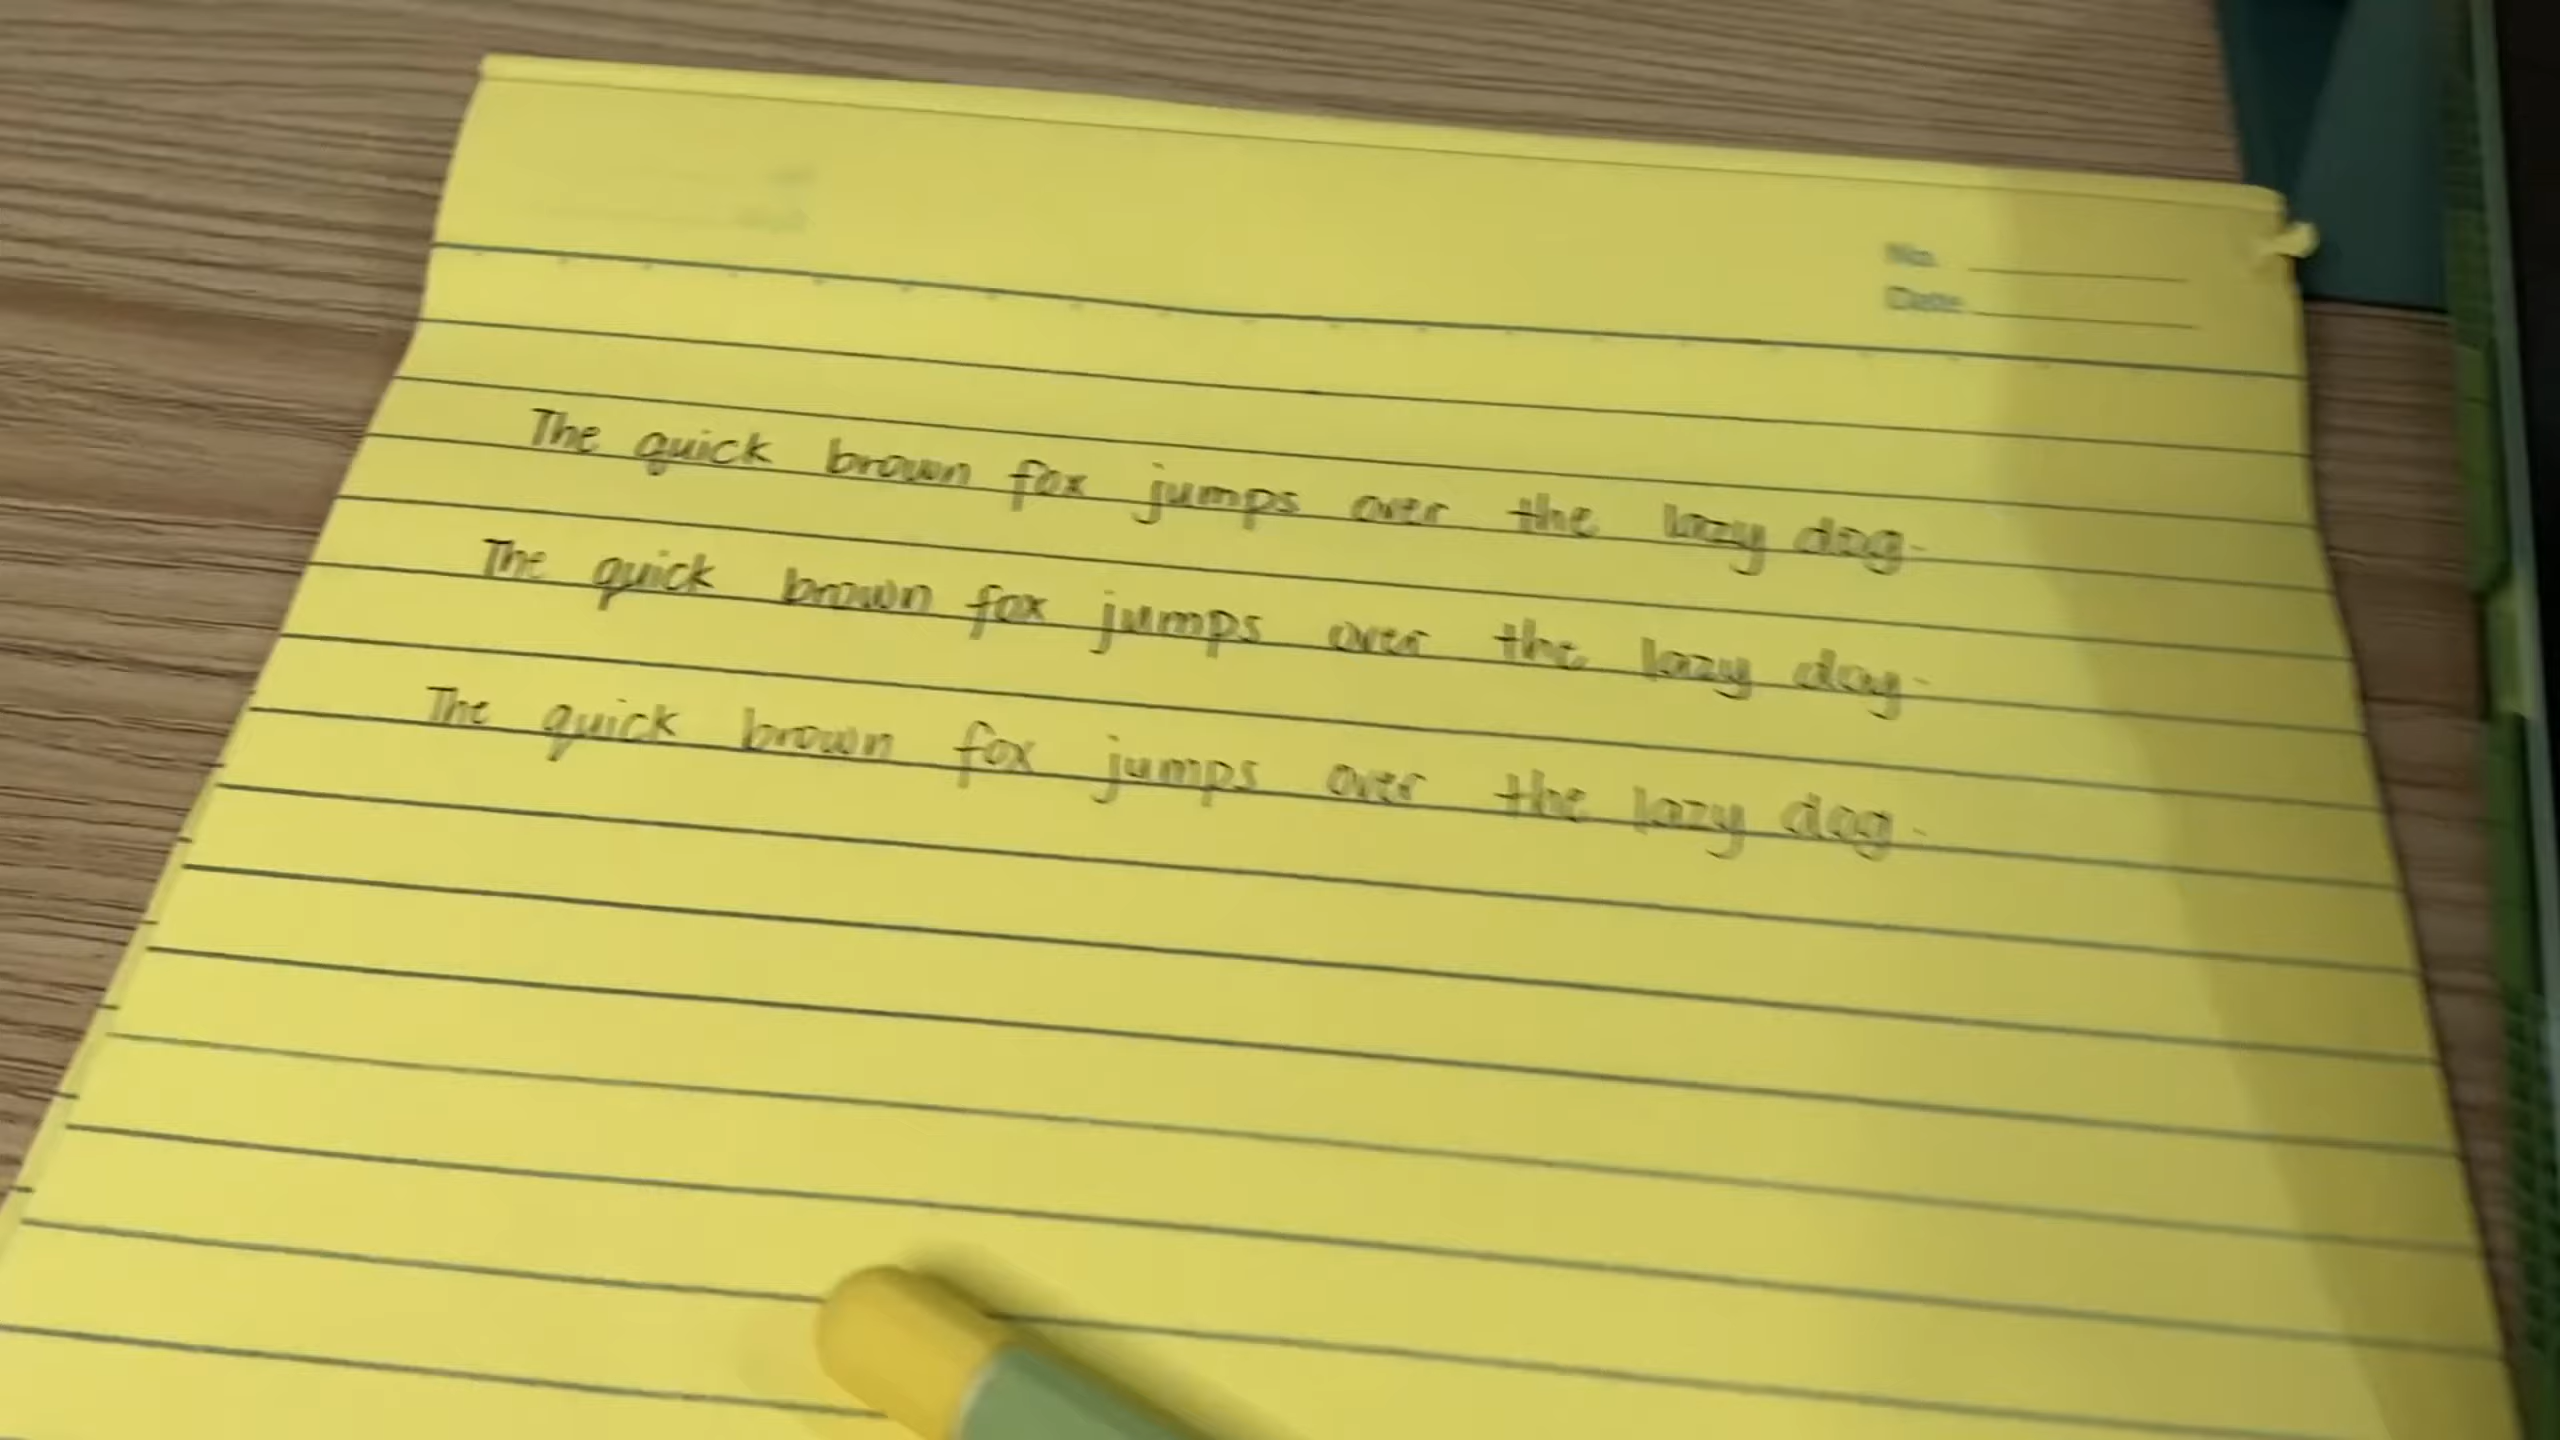 No.
Date
The quick brown fox jumps over the lazy dog.
The quick brown fox jumps over the lazy dog.
The quick brown fox jumps over the lazy dog.